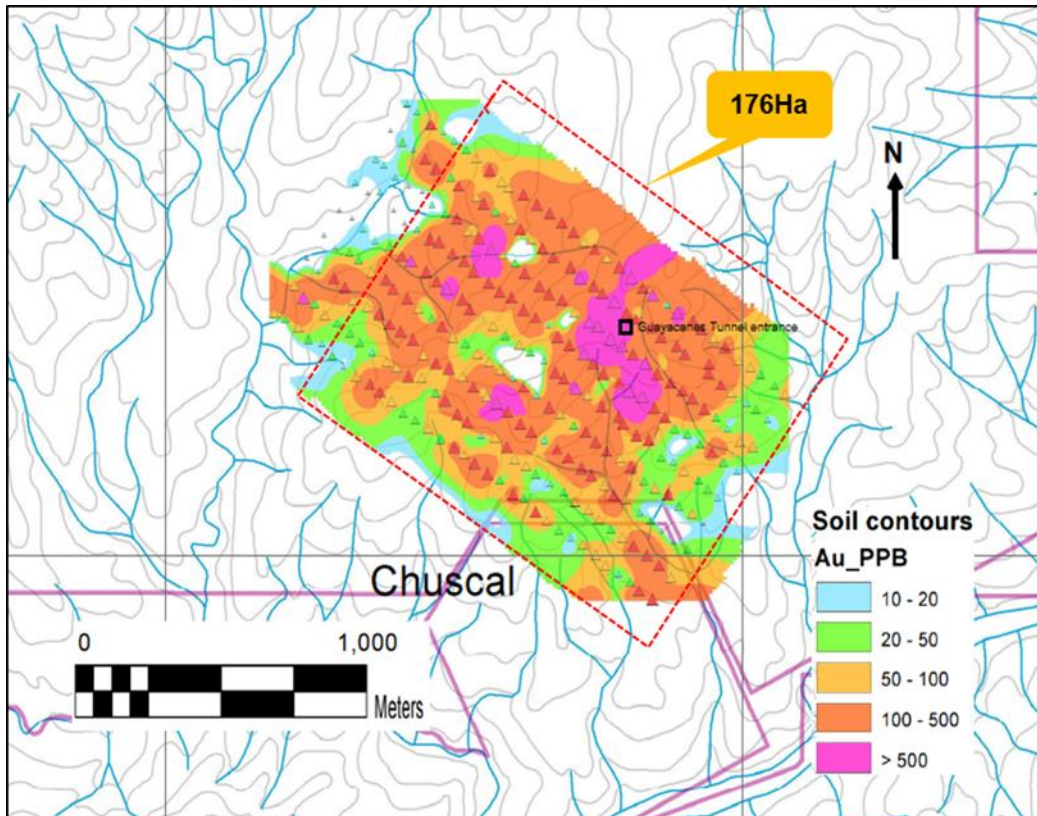 176Ha
N
Guayacanes Tunnel entrance
Chuscal
0 1,000
Meters
Soil contours
Au_PPB
10 - 20
20 - 50
50 - 100
100 - 500
> 500